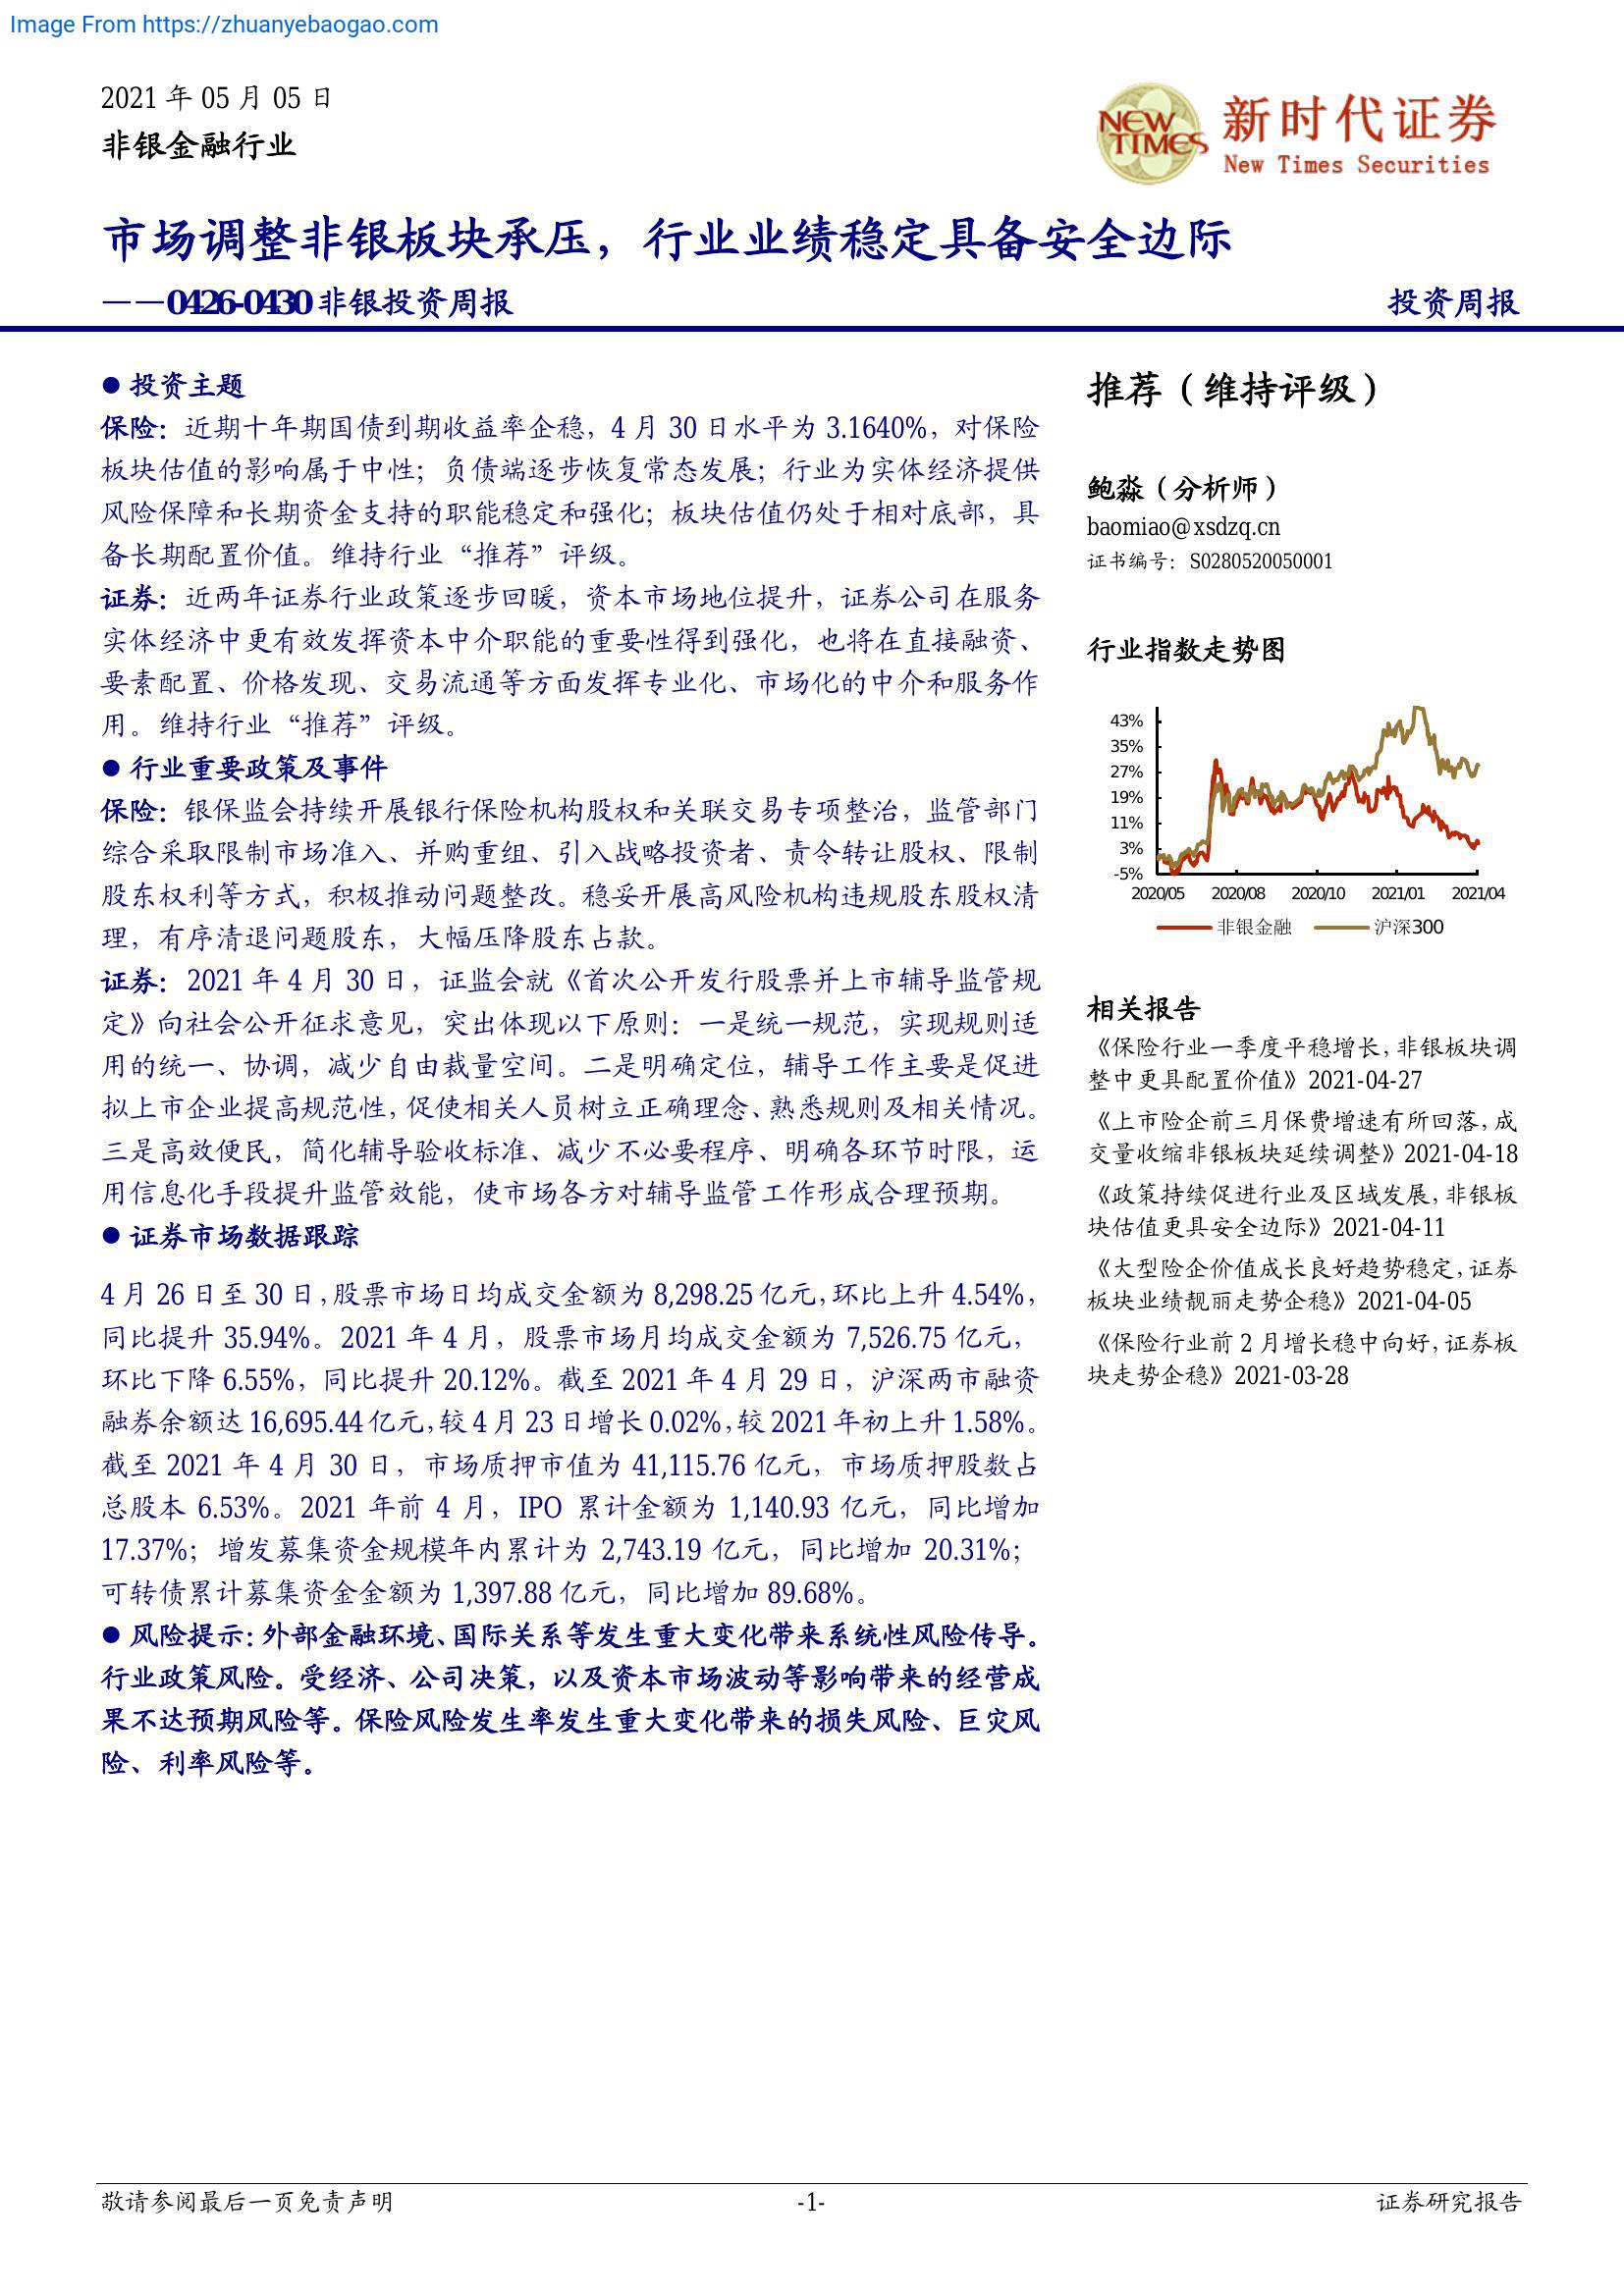 Image From https://zhuanyebaogao.com
2021 年 05 月 05 日
非银金融行业
NEW TIMES
新时代证券
New Times Securities
市场调整非银板块承压，行业业绩稳定具备安全边际
——0426-0430 非银投资周报
投资周报
● 投资主题
保险：近期十年期国债到期收益率企稳，4 月 30 日水平为 3.1640%，对保险
板块估值的影响属于中性；负债端逐步恢复常态发展；行业为实体经济提供
风险保障和长期资金支持的职能稳定和强化；板块估值仍处于相对底部，具
备长期配置价值。维持行业“推荐”评级。
证券：近两年证券行业政策逐步回暖，资本市场地位提升，证券公司在服务
实体经济中更有效发挥资本中介职能的重要性得到强化，也将在直接融资、
要素配置、价格发现、交易流通等方面发挥专业化、市场化的中介和服务作
用。维持行业“推荐”评级。
● 行业重要政策及事件
保险：银保监会持续开展银行保险机构股权和关联交易专项整治，监管部门
综合采取限制市场准入、并购重组、引入战略投资者、责令转让股权、限制
股东权利等方式，积极推动问题整改。稳妥开展高风险机构违规股东股权清
理，有序清退问题股东，大幅压降股东占款。
证券：2021 年 4 月 30 日，证监会就《首次公开发行股票并上市辅导监管规
定》向社会公开征求意见，突出体现以下原则：一是统一规范，实现规则适
用的统一、协调，减少自由裁量空间。二是明确定位，辅导工作主要是促进
拟上市企业提高规范性，促使相关人员树立正确理念、熟悉规则及相关情况。
三是高效便民，简化辅导验收标准、减少不必要程序、明确各环节时限，运
用信息化手段提升监管效能，使市场各方对辅导监管工作形成合理预期。
● 证券市场数据跟踪
4 月 26 日至 30 日，股票市场日均成交金额为 8,298.25 亿元，环比上升 4.54%，
同比提升 35.94%。2021 年 4 月，股票市场月均成交金额为 7,526.75 亿元，
环比下降 6.55%，同比提升 20.12%。截至 2021 年 4 月 29 日，沪深两市融资
融券余额达 16,695.44 亿元，较 4 月 23 日增长 0.02%，较 2021 年初上升 1.58%。
截至 2021 年 4 月 30 日，市场质押市值为 41,115.76 亿元，市场质押股数占
总股本 6.53%。2021 年前 4 月，IPO 累计金额为 1,140.93 亿元，同比增加
17.37%；增发募集资金规模年内累计为 2,743.19 亿元，同比增加 20.31%；
可转债累计募集资金金额为 1,397.88 亿元，同比增加 89.68%。
● 风险提示：外部金融环境、国际关系等发生重大变化带来系统性风险传导。
行业政策风险。受经济、公司决策，以及资本市场波动等影响带来的经营成
果不达预期风险等。保险风险发生率发生重大变化带来的损失风险、巨灾风
险、利率风险等。
推荐（维持评级）
鲍淼（分析师）
baomiao@xsdzq.cn
证书编号：S0280520050001
行业指数走势图
43%
35%
27%
19%
11%
3%
-5%
2020/05 2020/08 2020/10 2021/01 2021/04
非银金融 沪深300
相关报告
《保险行业一季度平稳增长，非银板块调
整中更具配置价值》2021-04-27
《上市险企前三月保费增速有所回落，成
交量收缩非银板块延续调整》2021-04-18
《政策持续促进行业及区域发展，非银板
块估值更具安全边际》2021-04-11
《大型险企价值成长良好趋势稳定，证券
板块业绩靓丽走势企稳》2021-04-05
《保险行业前 2 月增长稳中向好，证券板
块走势企稳》2021-03-28
敬请参阅最后一页免责声明
-1-
证券研究报告